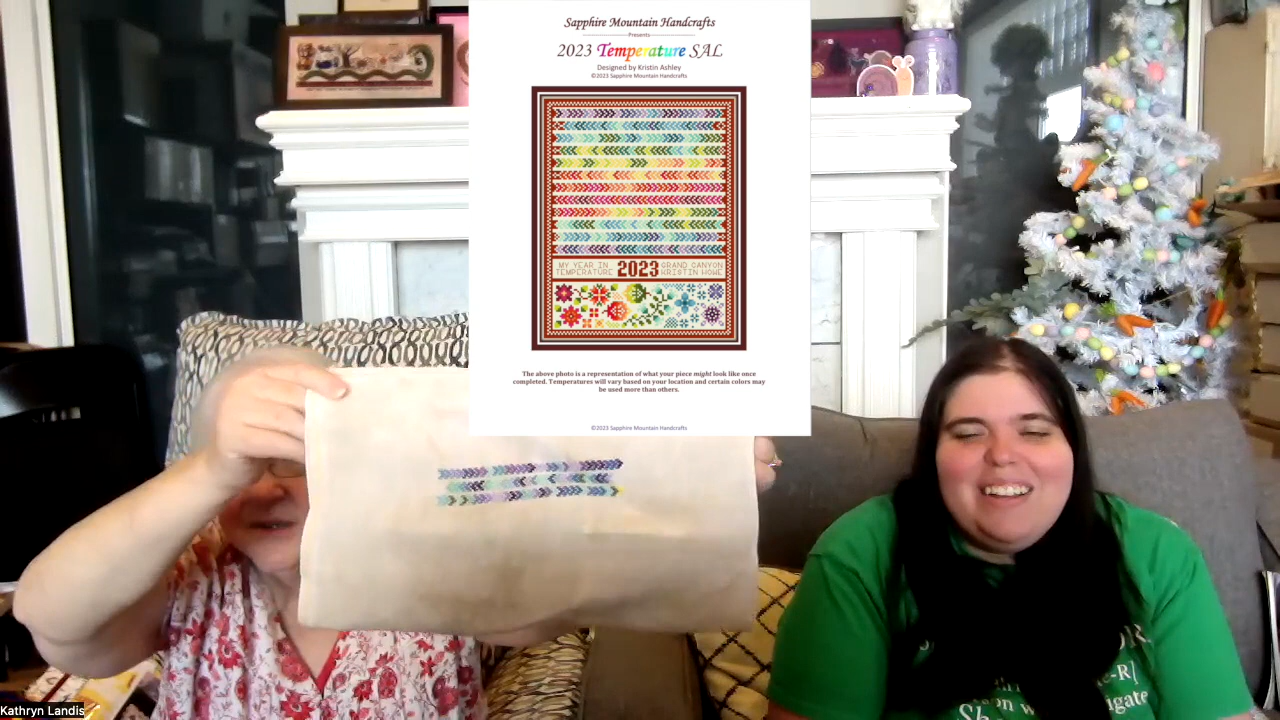 Sapphire Mountain Handcrafts
Presents
2023 Temperature SAL
Designed by Kristin Ashley
©2023 Sapphire Mountain Handcrafts
MY YEAR IN
TEMPERATURE
2023
GRAND CANYON
KRISTIN HOWE
The above photo is a representation of what your piece might look like once
completed. Temperatures will vary based on your location and certain colors may
be used more than others.
©2023 Sapphire Mountain Handcrafts
Kathryn Landis